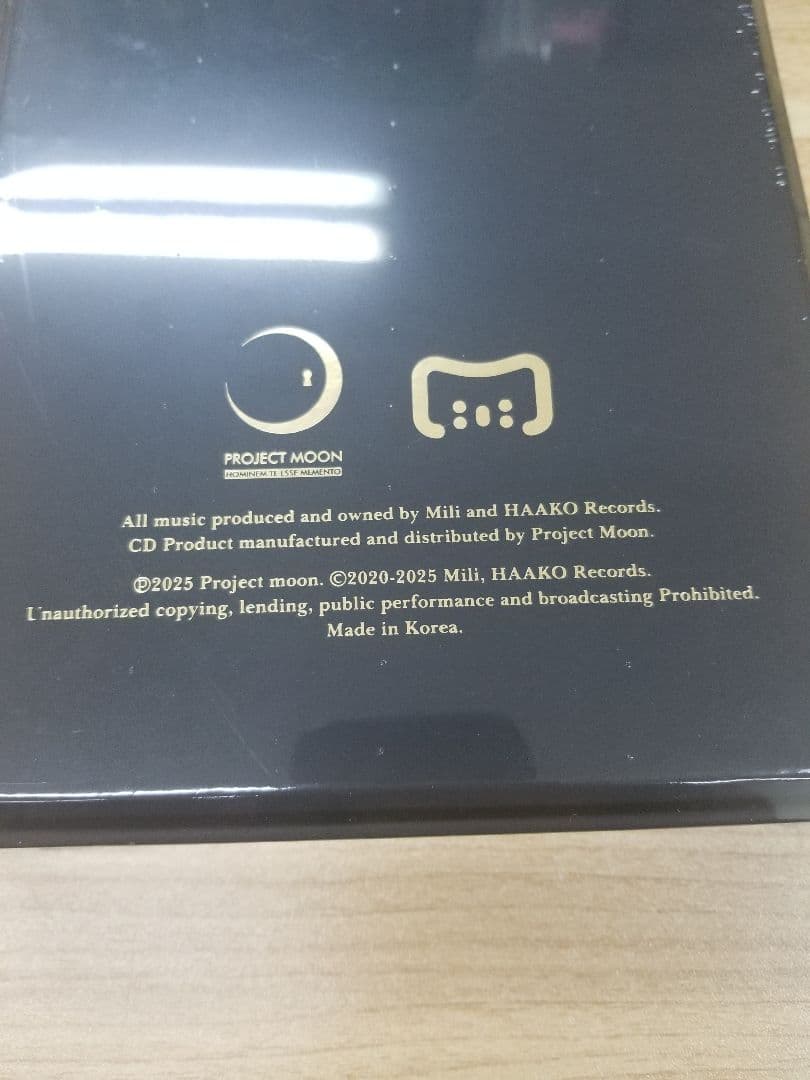 PROJECT MOON
HOMINEM TE ESSE MEMENTO
All music produced and owned by Mili and HAAKO Records.
CD Product manufactured and distributed by Project Moon.
℗2025 Project moon. ©2020-2025 Mili, HAAKO Records.
Unauthorized copying, lending, public performance and broadcasting Prohibited.
Made in Korea.